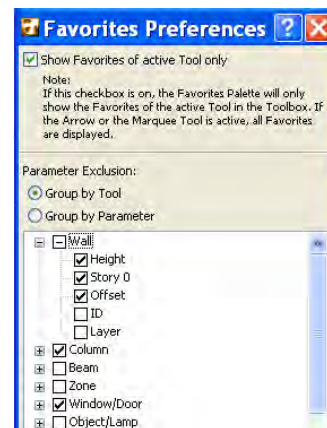 Favorites Preferences
Show Favorites of active Tool only
Note:
If this checkbox is on, the Favorites Palette will only
show the Favorites of the active Tool in the Toolbox. If
the Arrow or the Marquee Tool is active, all Favorites
are displayed.
Parameter Exclusion:
Group by Tool
Group by Parameter
Wall
Height
Story 0
Offset
ID
Layer
Column
Beam
Zone
Window/Door
Object/Lamp